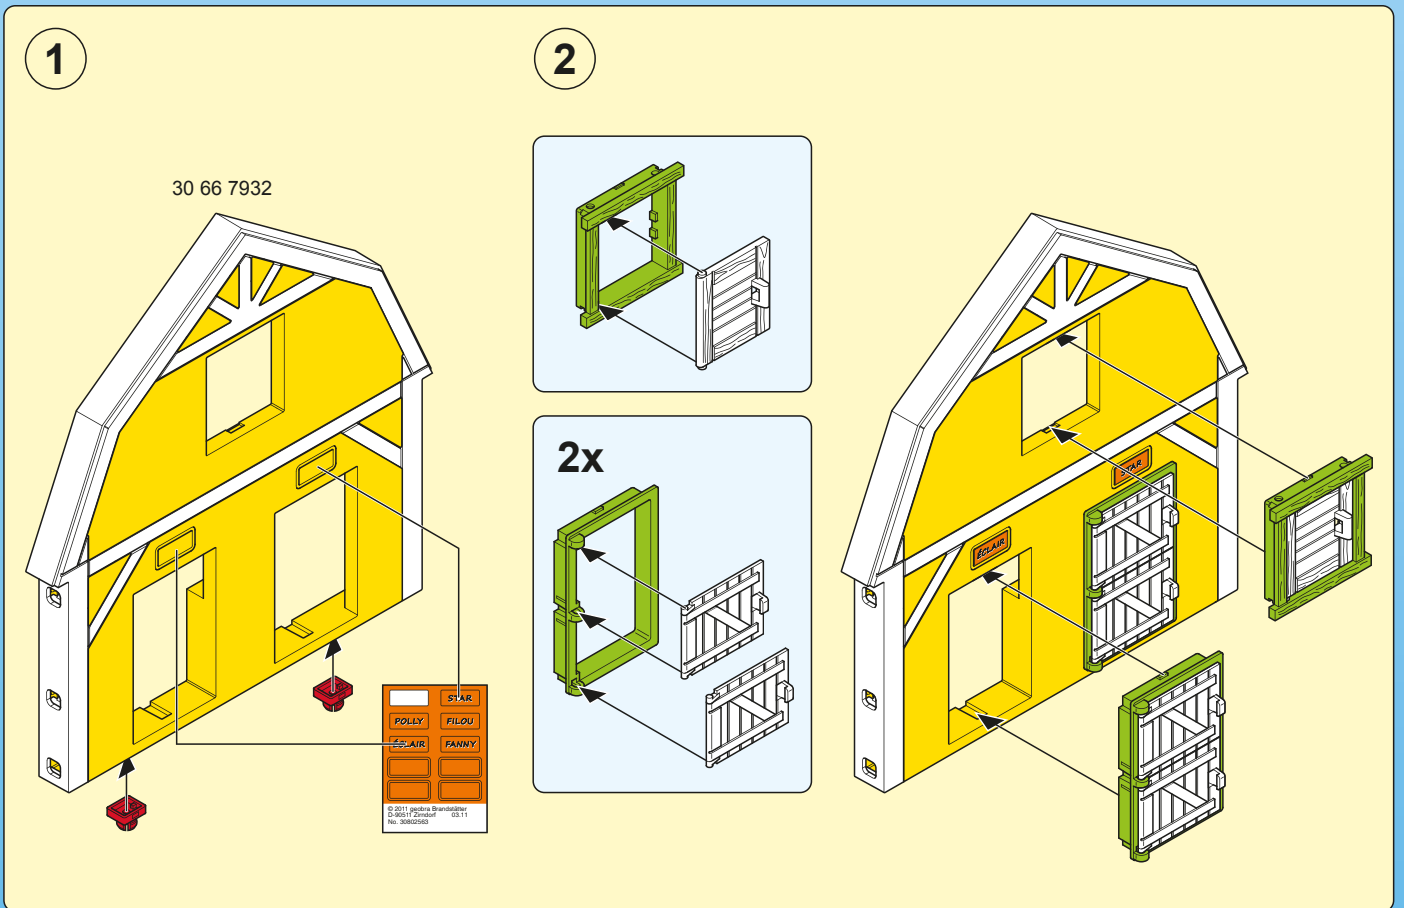 1
2
30 66 7932
2x
STAR
ÉCLAIR
STAR
POLLY FILOU
ÉCLAIR FANNY
© 2011 geobra Brandstätter
D-90511 Zirndorf 03.11
No. 30802563